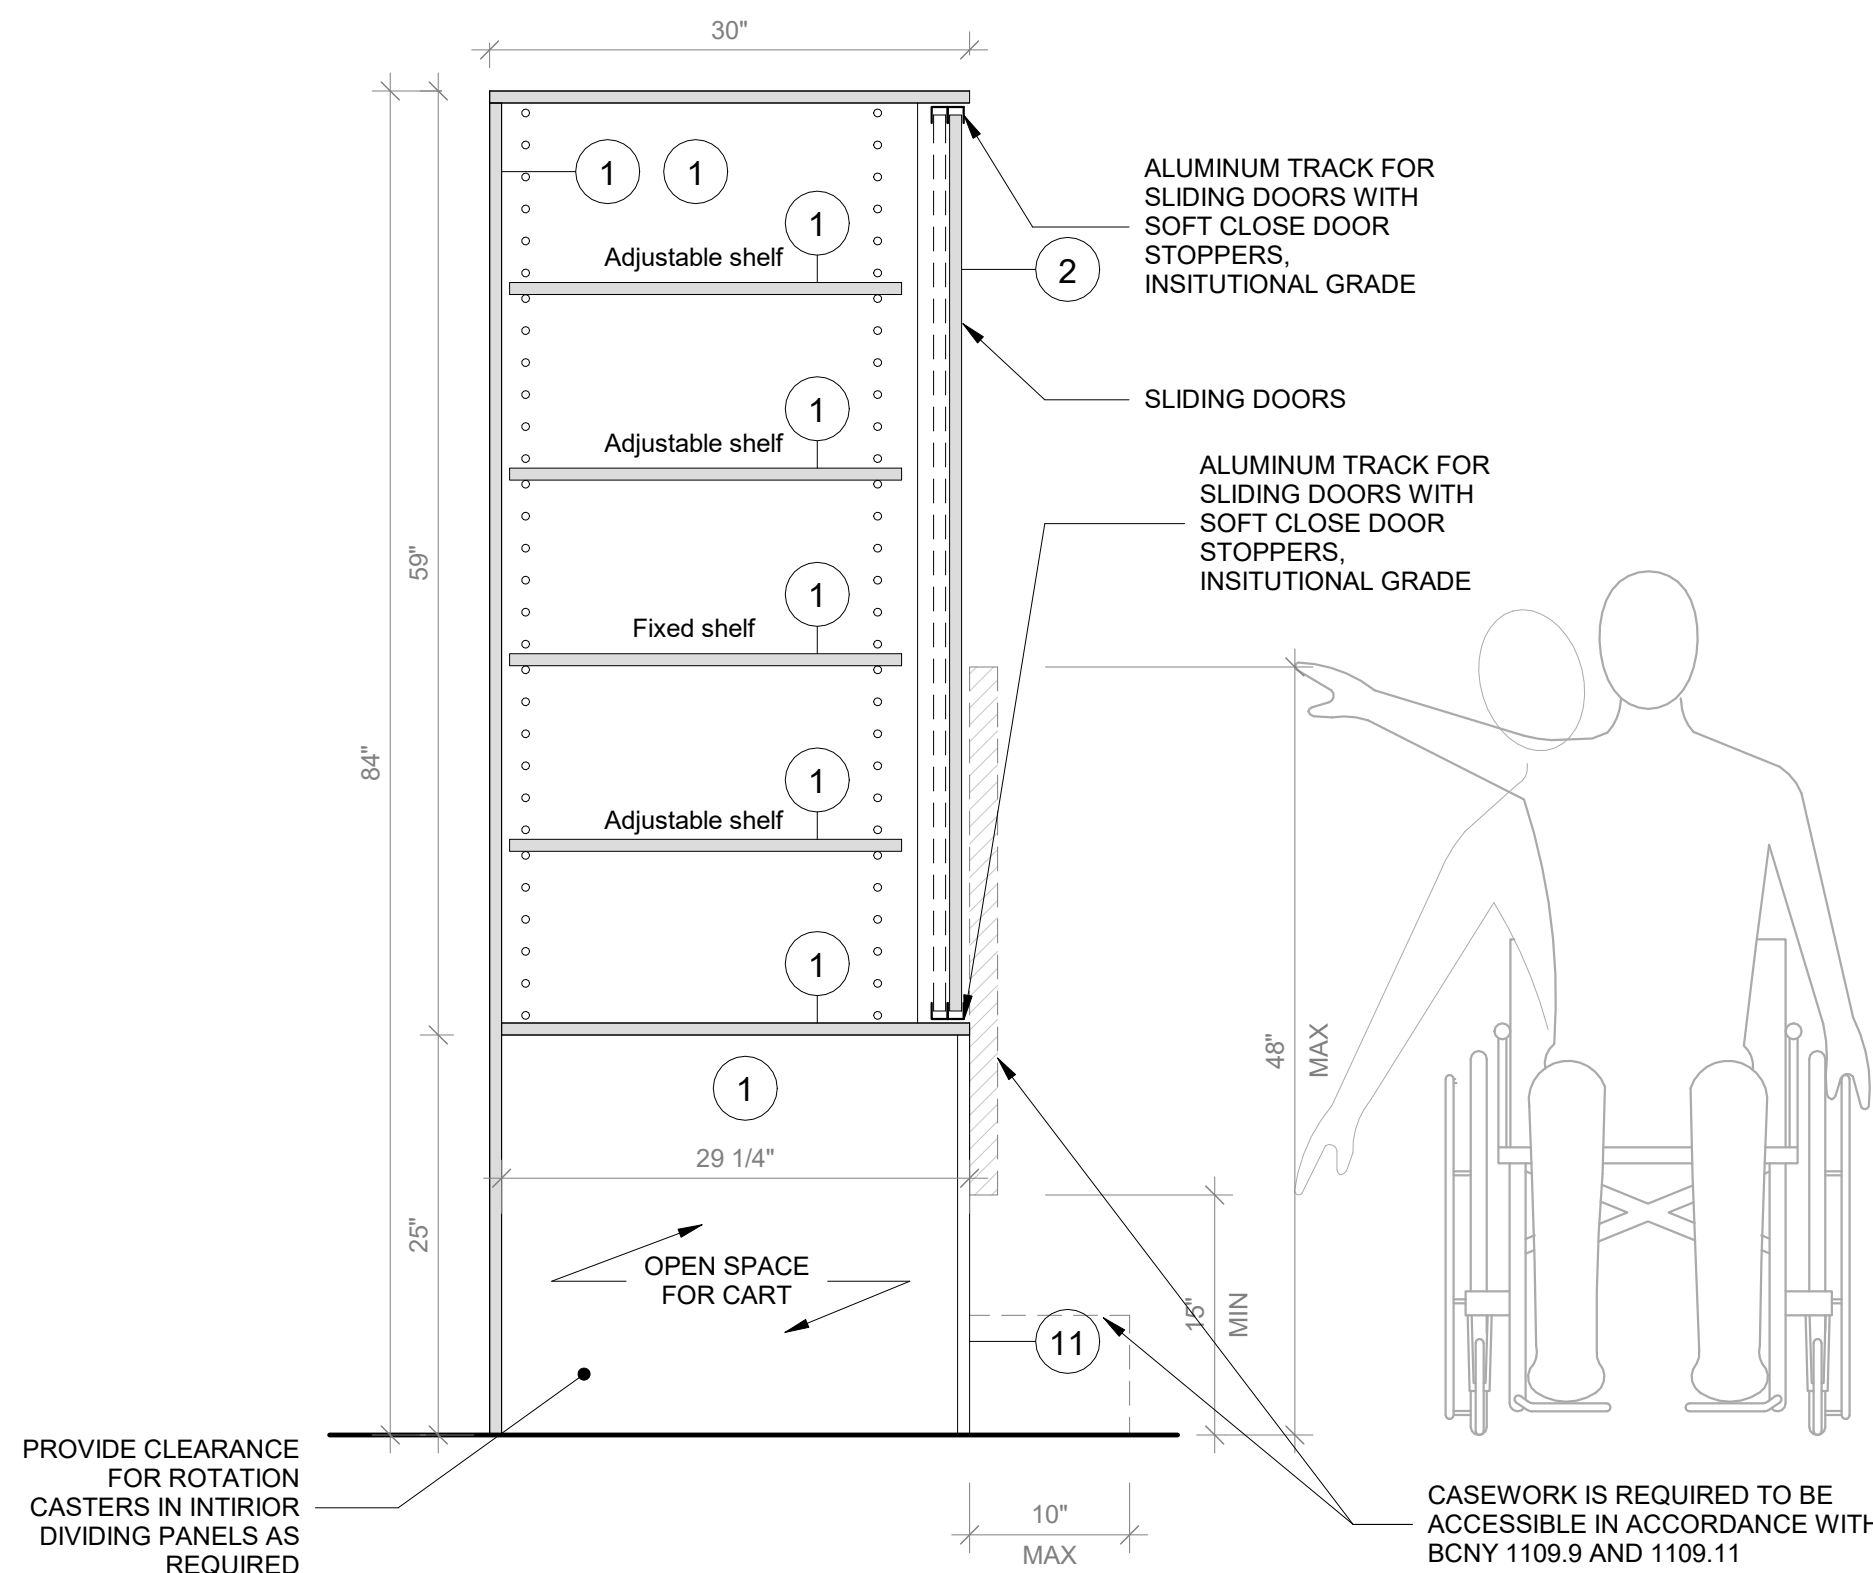 30"
1
1
1
Adjustable shelf
ALUMINUM TRACK FOR
SLIDING DOORS WITH
SOFT CLOSE DOOR
STOPPERS,
INSITUTIONAL GRADE
2
SLIDING DOORS
1
Adjustable shelf
ALUMINUM TRACK FOR
SLIDING DOORS WITH
SOFT CLOSE DOOR
STOPPERS,
INSITUTIONAL GRADE
59"
1
Fixed shelf
84"
1
Adjustable shelf
1
48"
MAX
1
29 1/4"
25"
OPEN SPACE
FOR CART
15"
MIN
11
PROVIDE CLEARANCE
FOR ROTATION
CASTERS IN INTIRIOR
DIVIDING PANELS AS
REQUIRED
10"
MAX
CASEWORK IS REQUIRED TO BE
ACCESSIBLE IN ACCORDANCE WITH
BCNY 1109.9 AND 1109.11